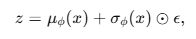 z = μ_ϕ(x) + σ_ϕ(x) ⊙ ϵ,